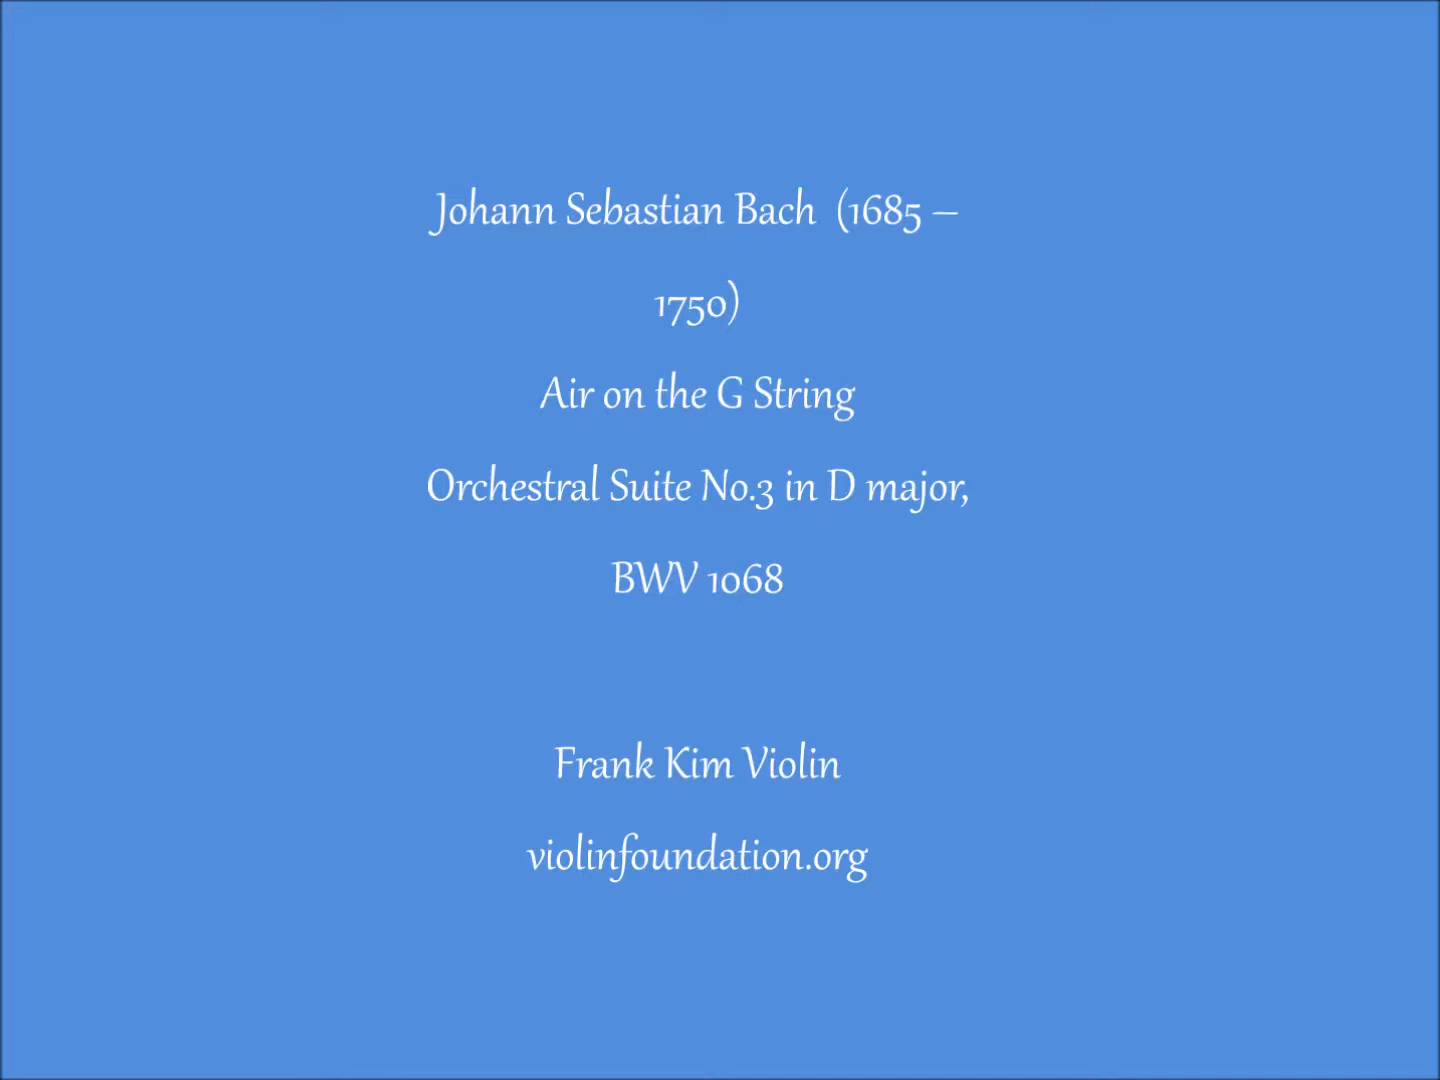 Johann Sebastian Bach (1685 –
1750)
Air on the G String
Orchestral Suite No.3 in D major,
BWV 1068
Frank Kim Violin
violinfoundation.org